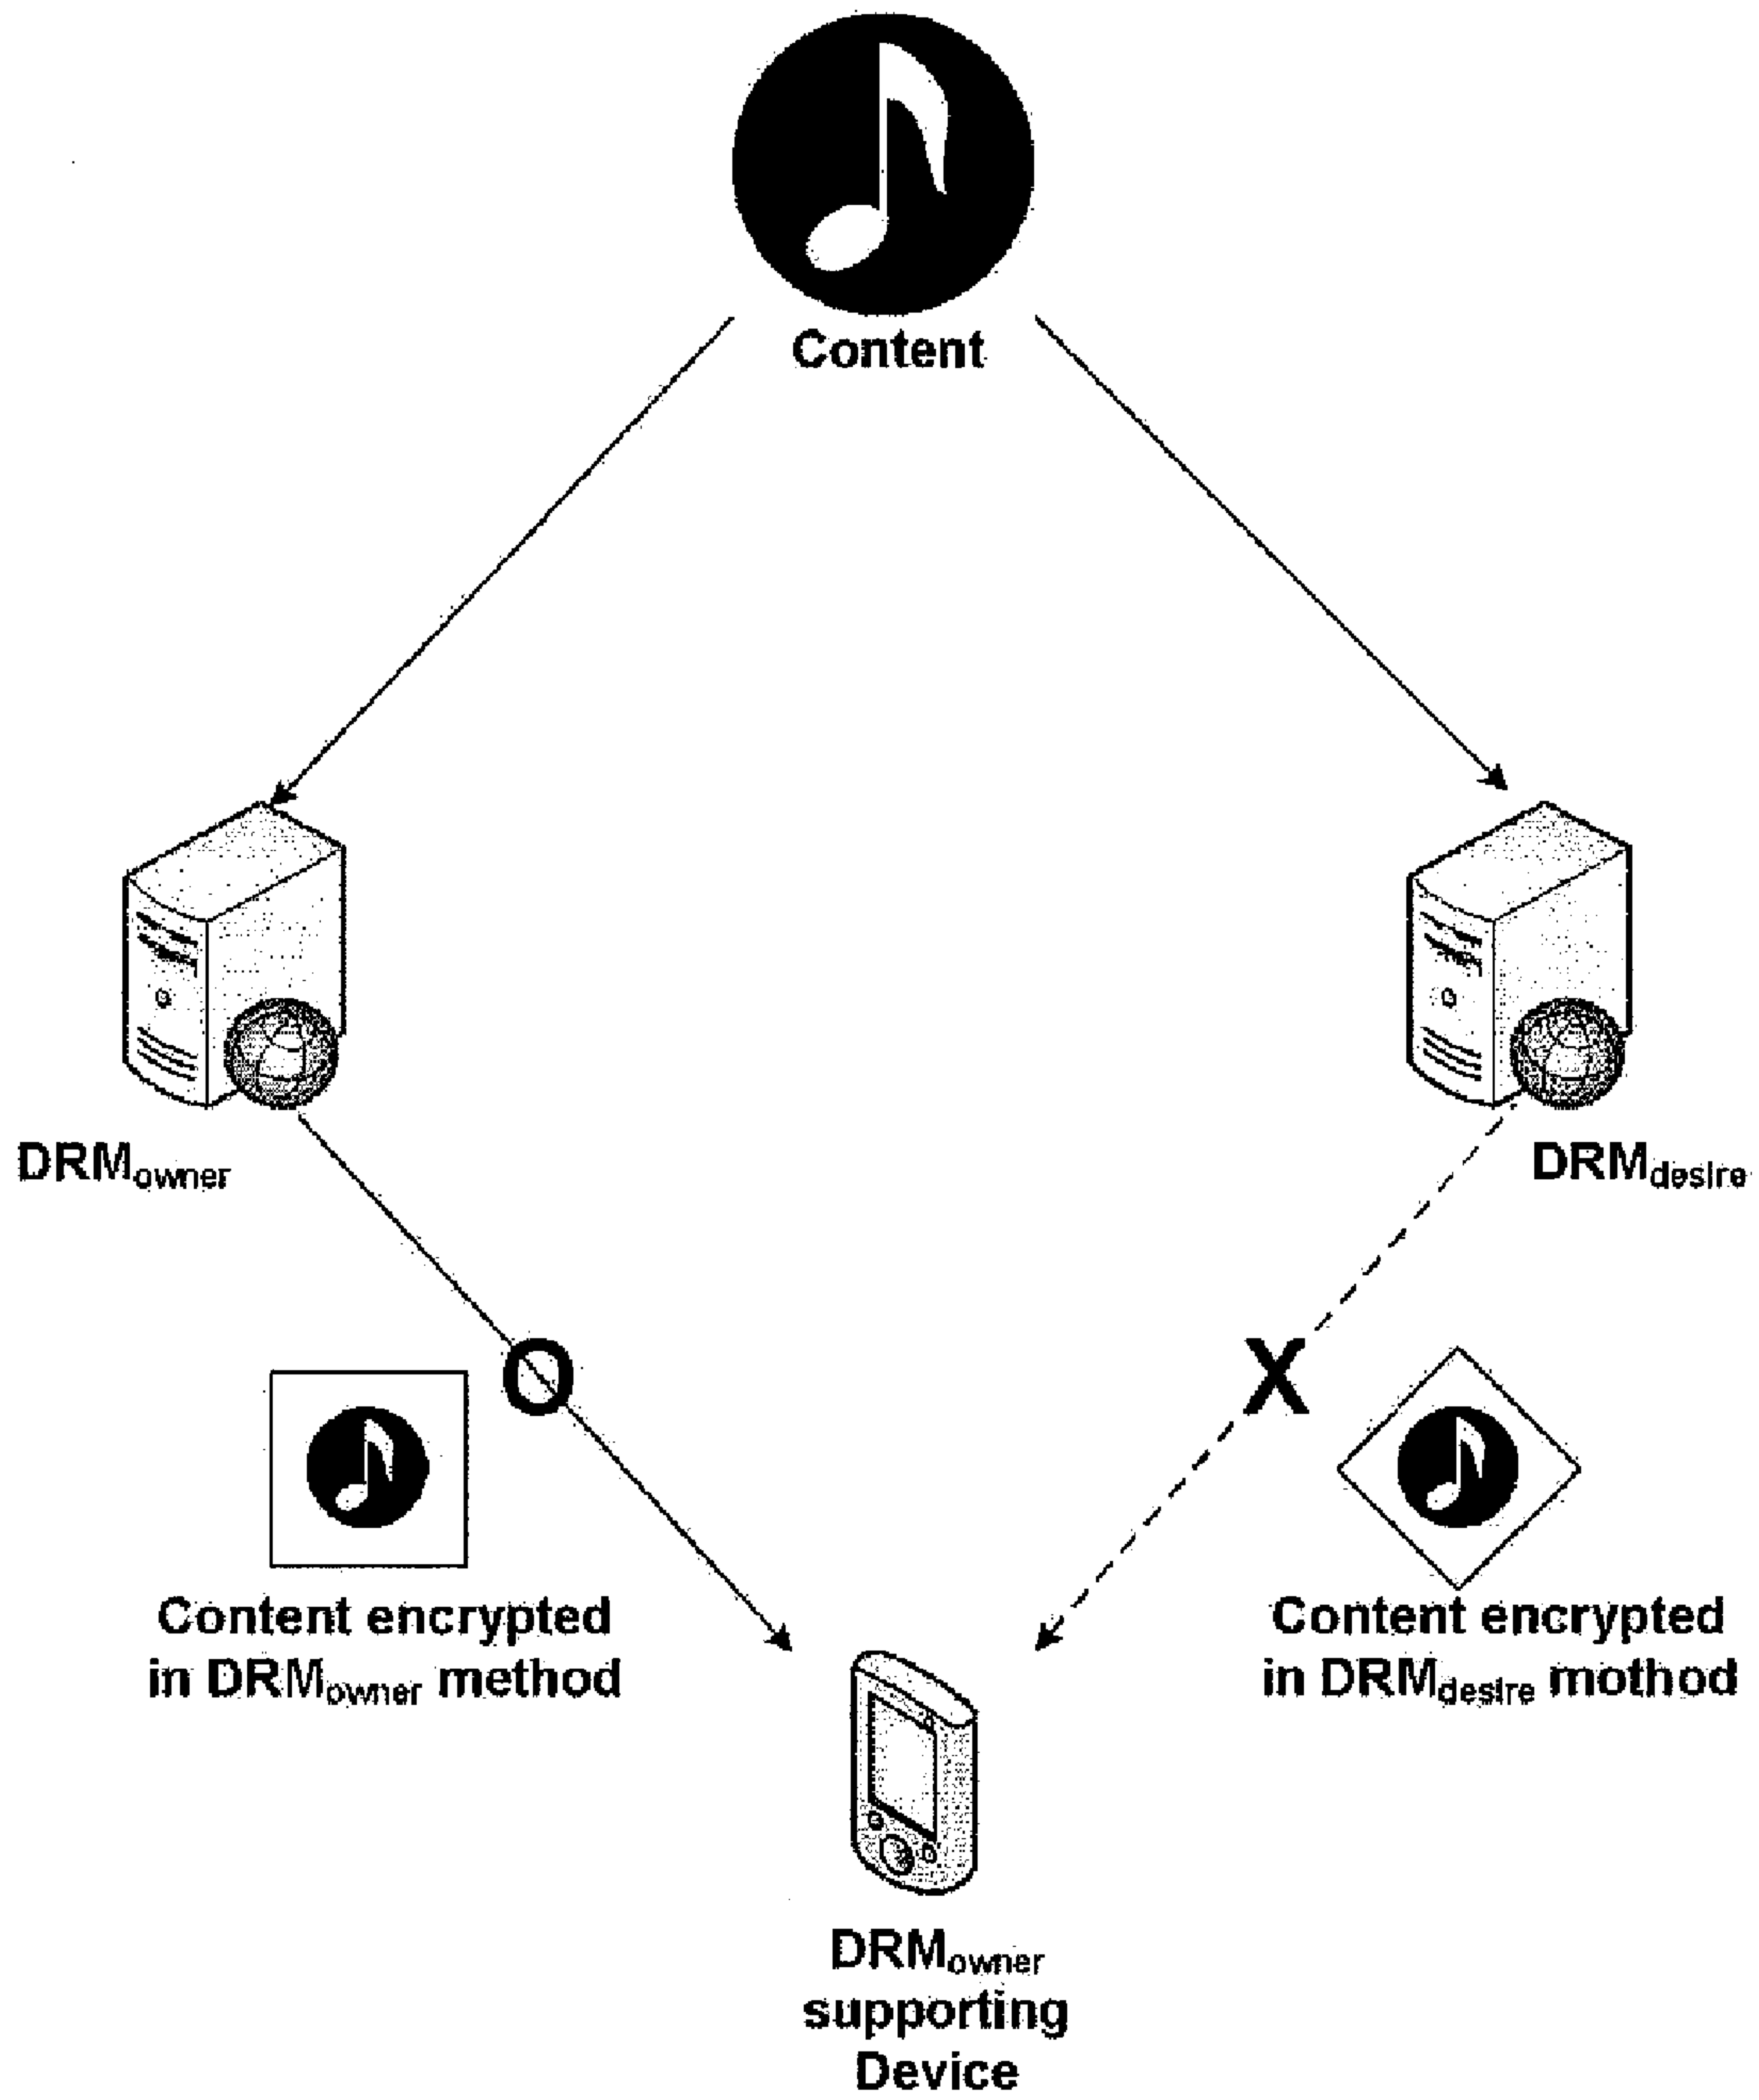 Content
DRMowner
DRMdesire
O
X
Content encrypted
in DRMowner method
Content encrypted
in DRMdesire mothod
DRMowner
supporting
Device